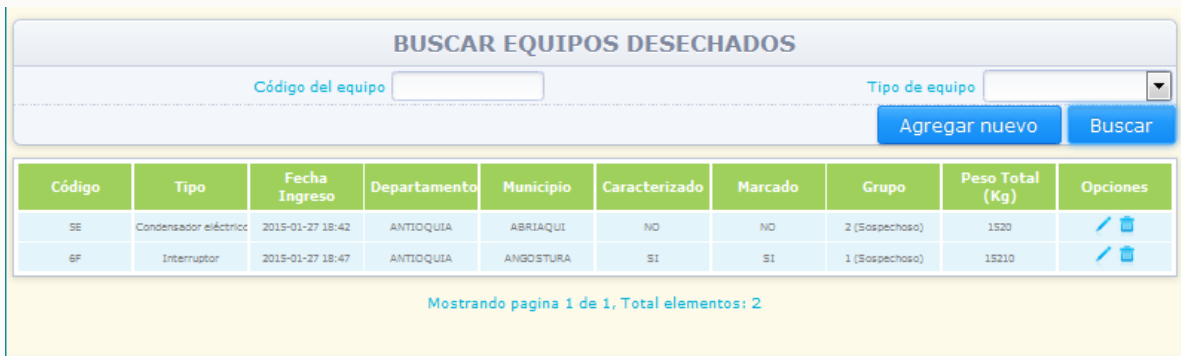 BUSCAR EQUIPOS DESECHADOS
Código del equipo Tipo de equipo
Agregar nuevo Buscar
Código Tipo Fecha Ingreso Departamento Municipio Caracterizado Marcado Grupo Peso Total (Kg) Opciones
SE Condensador eléctrico 2015-01-27 18:42 ANTIOQUIA ABRIAQUI NO NO 2 (Sospechoso) 1520
6F Interruptor 2015-01-27 18:47 ANTIOQUIA ANGOSTURA SI SI 1 (Sospechoso) 15210
Mostrando pagina 1 de 1, Total elementos: 2